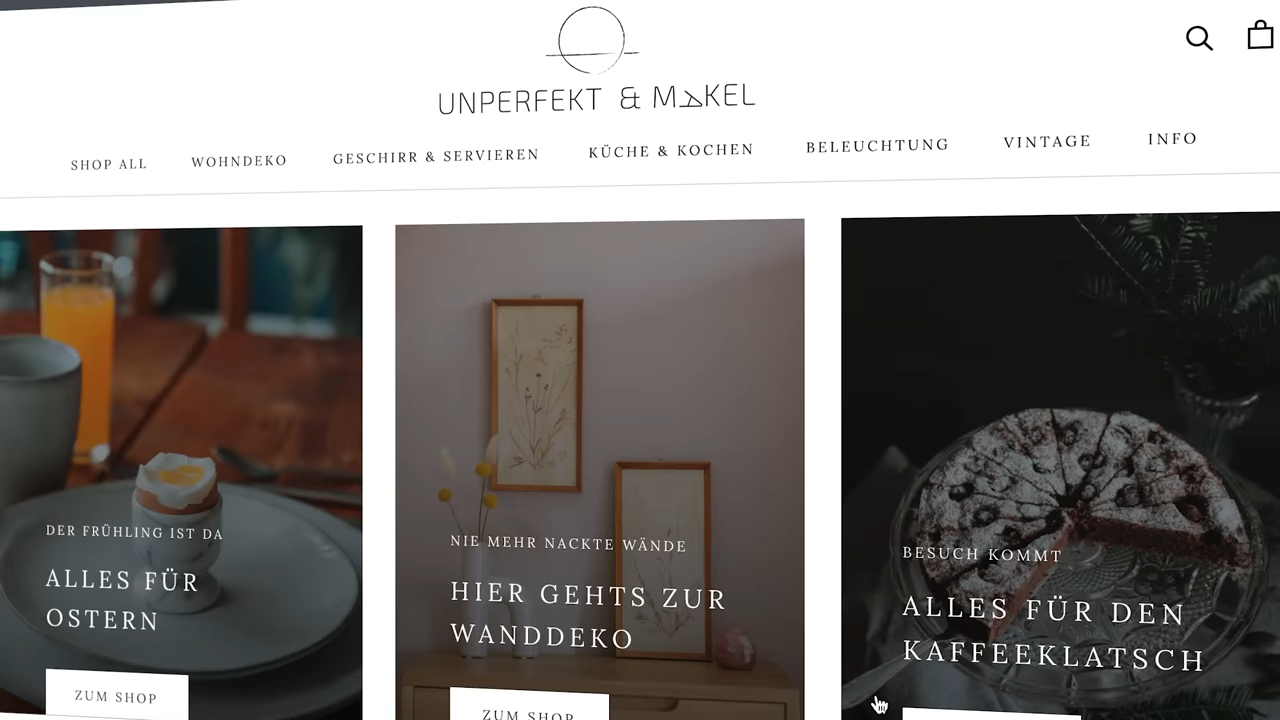 UNPERFEKT & MAKEL
SHOP ALL WOHNDEKO GESCHIRR & SERVIEREN KÜCHE & KOCHEN BELEUCHTUNG VINTAGE INFO
DER FRÜHLING IST DA
ALLES FÜR
OSTERN
ZUM SHOP
NIE MEHR NACKTE WÄNDE
HIER GEHTS ZUR
WANDDEKO
ZUM SHOP
BESUCH KOMMT
ALLES FÜR DEN
KAFFEEKLATSCH